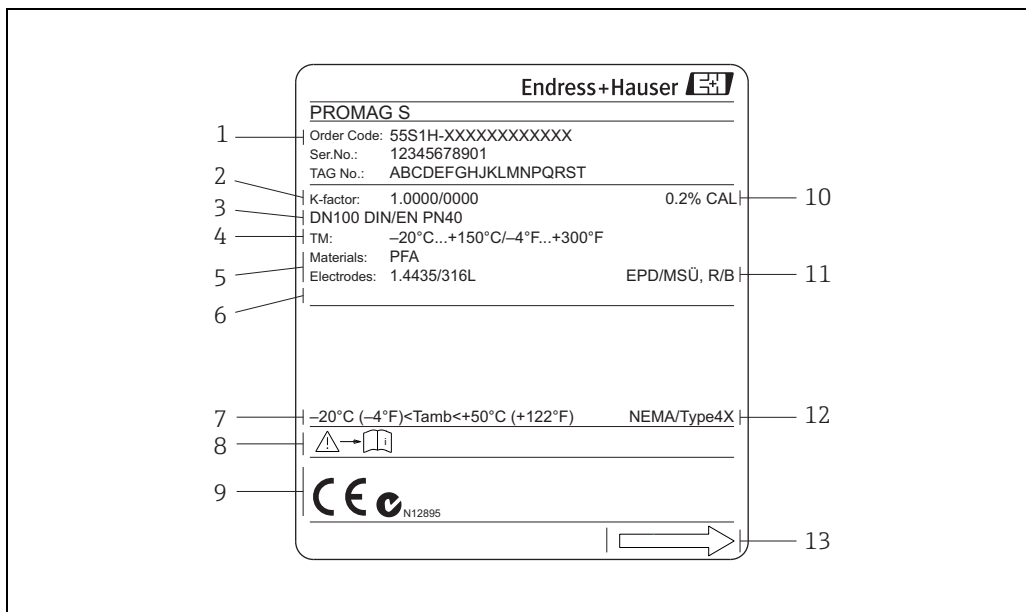 Endress+Hauser
PROMAG S
1 Order Code: 55S1H-XXXXXXXXXXXX
Ser.No.: 12345678901
TAG No.: ABCDEFGHJKLMNPQRST
2 K-factor: 1.0000/0000 0.2% CAL 10
3 DN100 DIN/EN PN40
4 TM: –20°C...+150°C/–4°F...+300°F
5 Materials: PFA
Electrodes: 1.4435/316L EPD/MSÜ, R/B 11
6
7 –20°C (–4°F)<Tamb<+50°C (+122°F) NEMA/Type4X 12
8 i
9 CE N12895
13